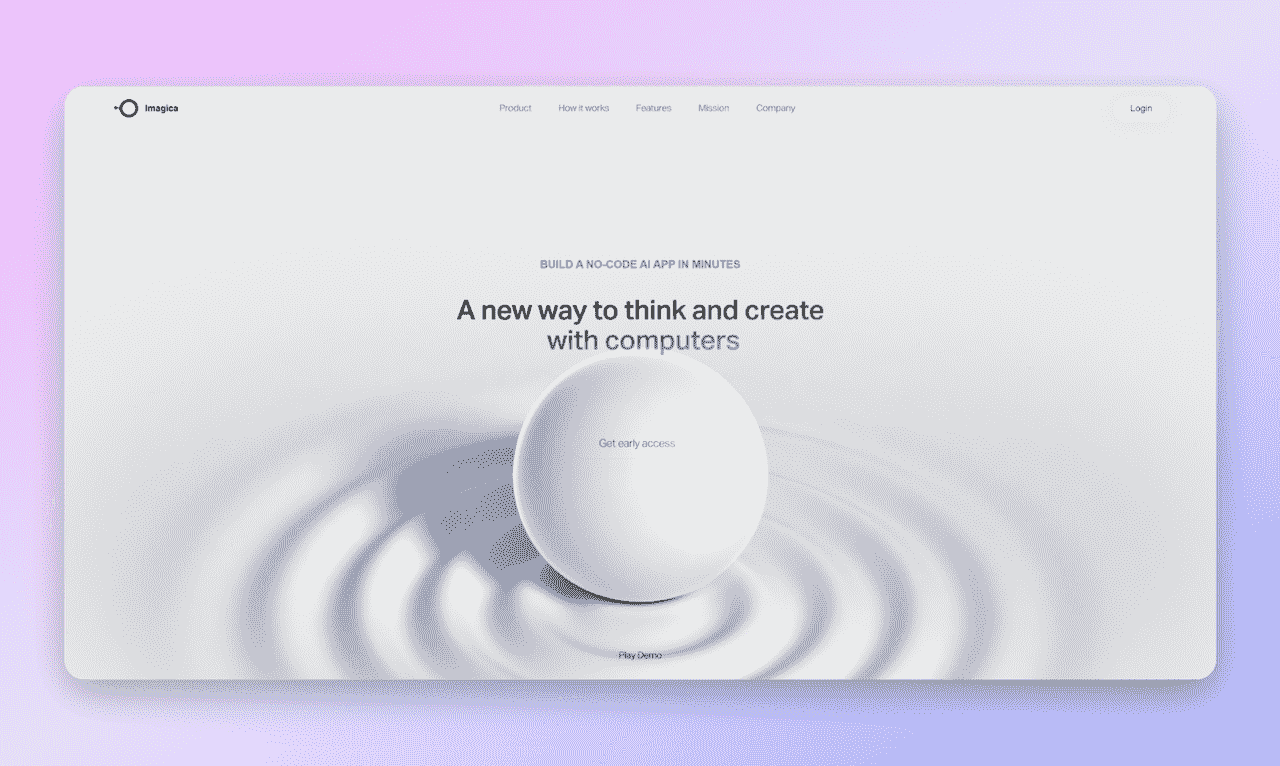 Imagica
Product
How it works
Features
Mission
Company
Login
BUILD A NO-CODE AI APP IN MINUTES
A new way to think and create
with computers
Get early access
Play Demo